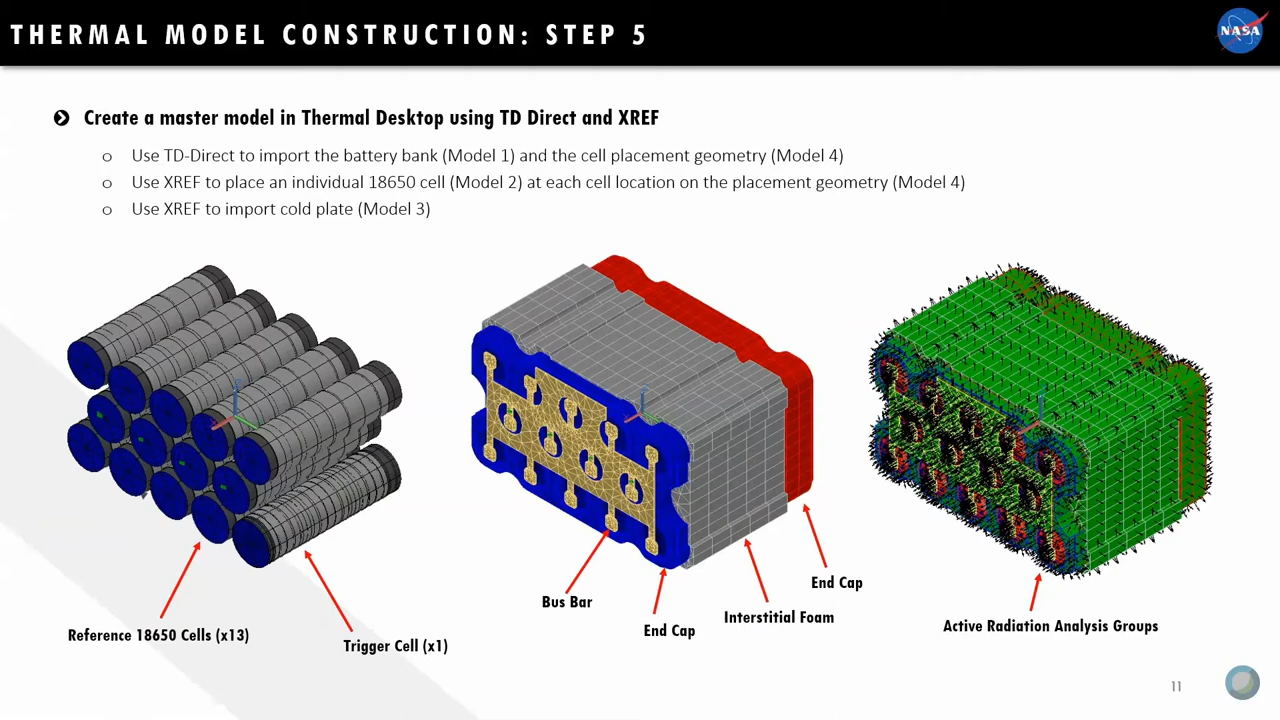 THERMAL MODEL CONSTRUCTION: STEP 5
NASA
Create a master model in Thermal Desktop using TD Direct and XREF
o Use TD-Direct to import the battery bank (Model 1) and the cell placement geometry (Model 4)
o Use XREF to place an individual 18650 cell (Model 2) at each cell location on the placement geometry (Model 4)
o Use XREF to import cold plate (Model 3)
Bus Bar
End Cap
Interstitial Foam
End Cap
Reference 18650 Cells (x13)
Trigger Cell (x1)
Active Radiation Analysis Groups
11